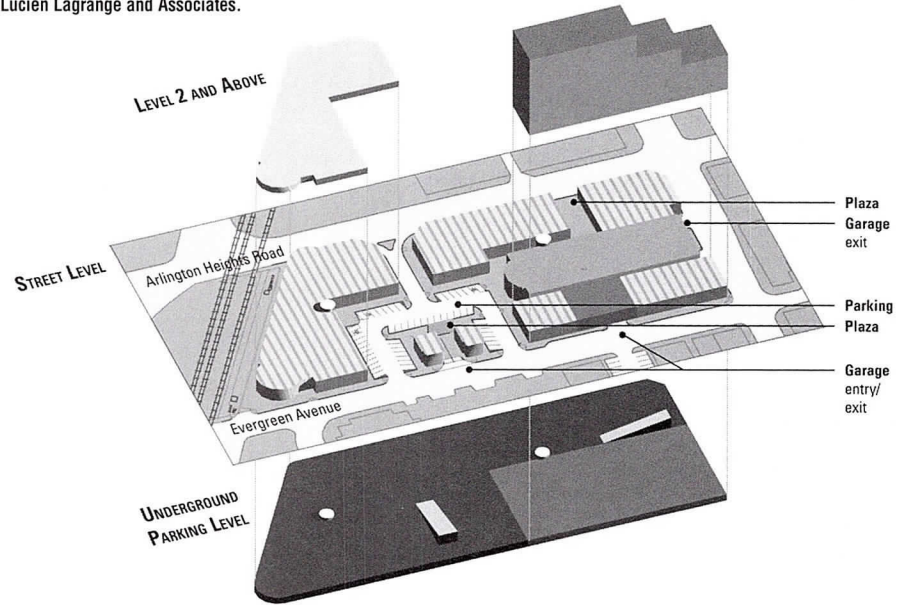 Lucien Lagrange and Associates.
LEVEL 2 AND ABOVE
STREET LEVEL
Arlington Heights Road
Evergreen Avenue
Plaza
Garage
exit
Parking
Plaza
Garage
entry/
exit
UNDERGROUND
PARKING LEVEL